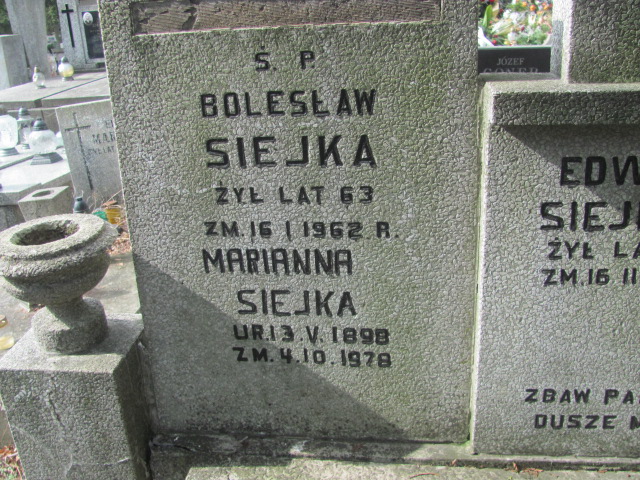 Ś. P
BOLESŁAW
SIEJKA
ŻYŁ LAT 63
ZM. 16 I 1962 R.
MARIANNA
SIEJKA
UR. 13. V. 1898
ZM. 4. 10. 1978
JÓZEF
EDW
SIEJ
ŻYŁ LA
ZM. 16 11
ZBAW PA
DUSZE M